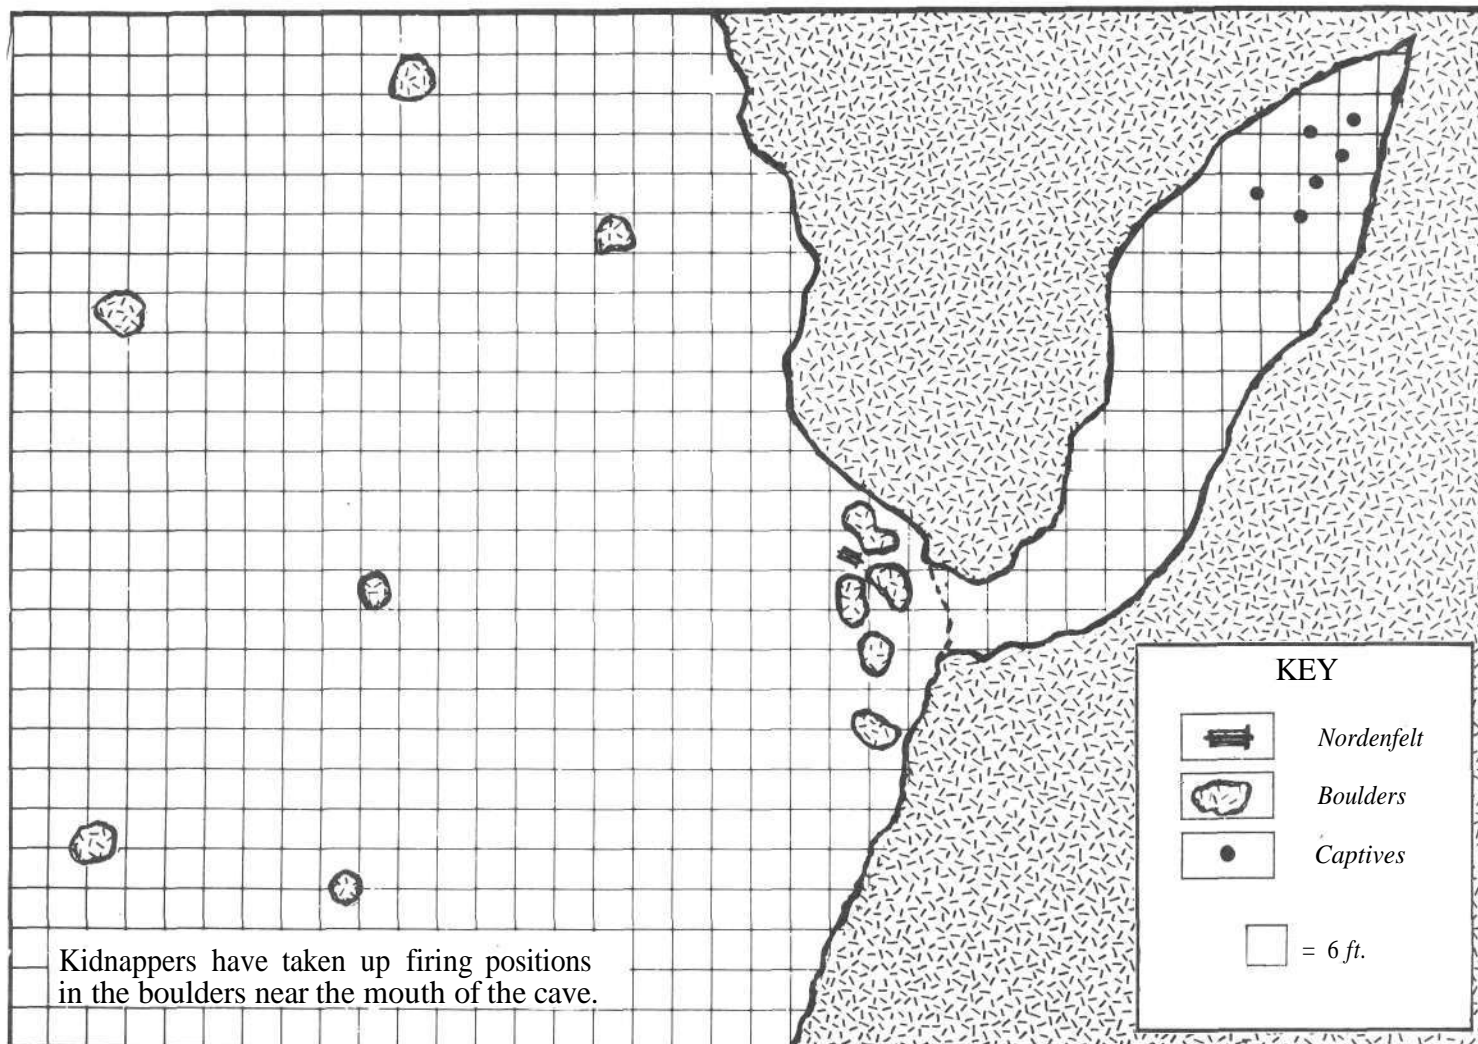 KEY
Nordenfelt
Boulders
Captives
= 6 ft.
Kidnappers have taken up firing positions
in the boulders near the mouth of the cave.